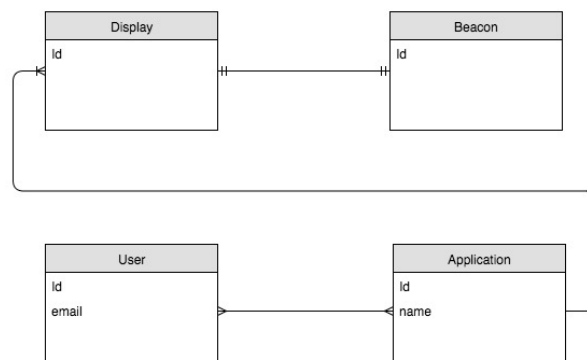 Display
Id
Beacon
Id
User
Id
email
Application
Id
name